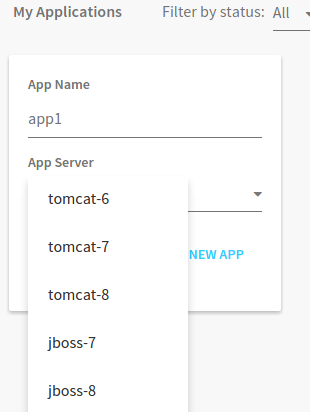 My Applications
Filter by status: All
App Name
app1
App Server
tomcat-6
tomcat-7
NEW APP
tomcat-8
jboss-7
jboss-8